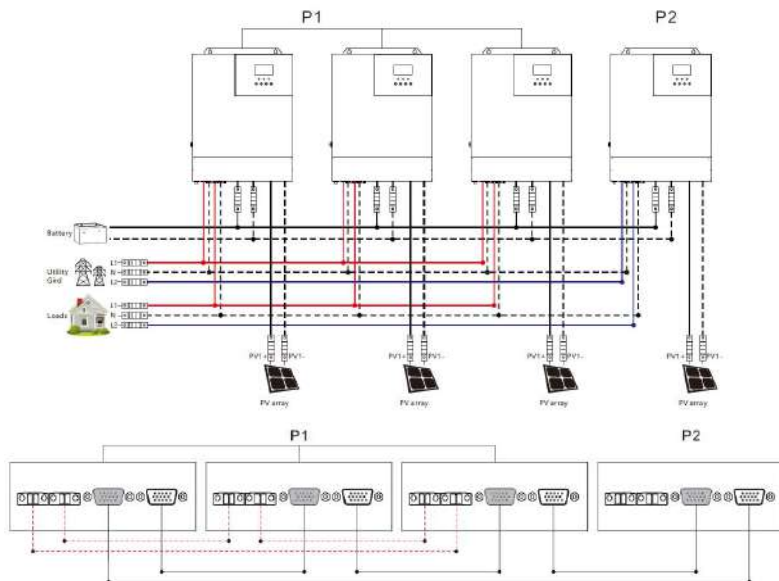 P1 P2
Battery
L1
Utility
Grid
N
L2
L1
Loads
N
L2
PV1+ PV1- PV1+ PV1- PV1+ PV1- PV1+ PV1-
PV array PV array PV array PV array
P1 P2